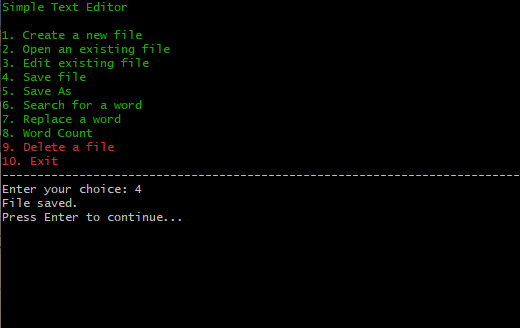 Simple Text Editor
1. Create a new file
2. Open an existing file
3. Edit existing file
4. Save file
5. Save As
6. Search for a word
7. Replace a word
8. Word Count
9. Delete a file
10. Exit
--------------------------------------------------------------------------
Enter your choice: 4
File saved.
Press Enter to continue...